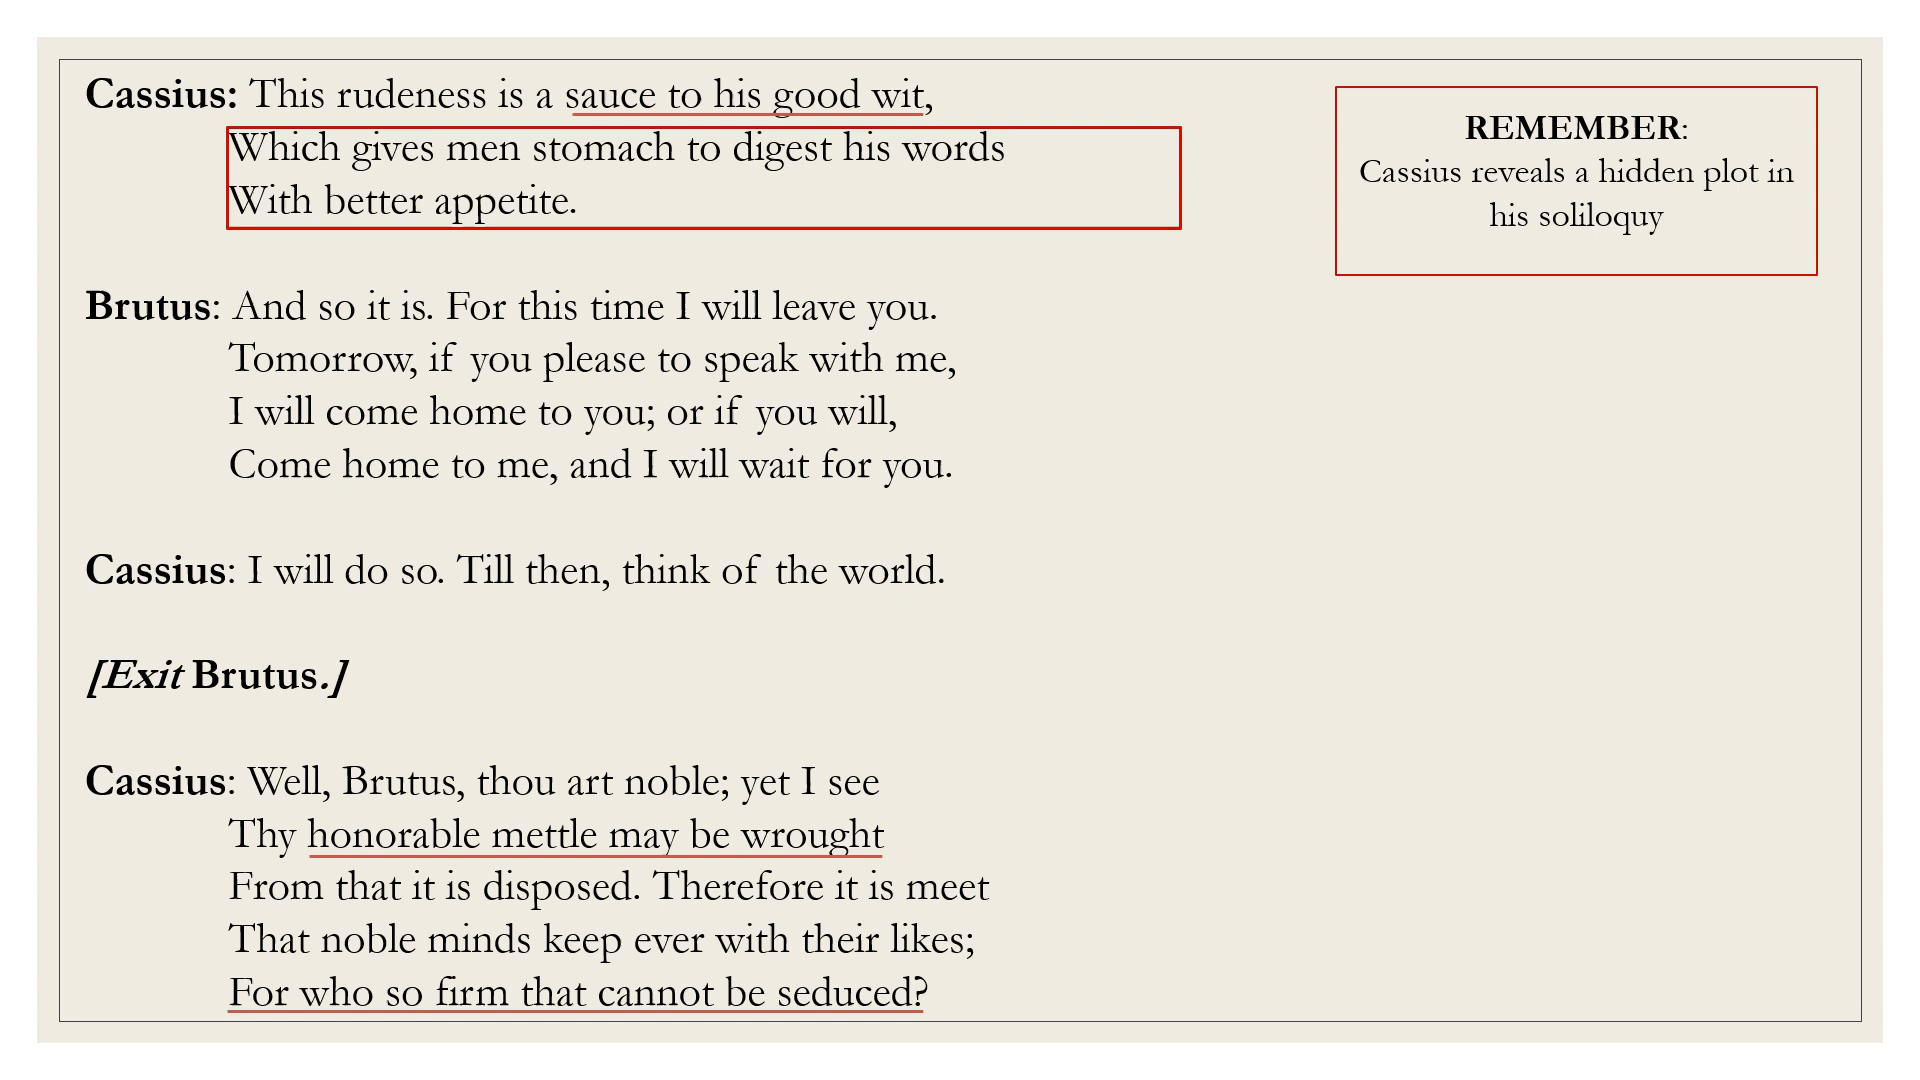 Cassius: This rudeness is a sauce to his good wit,
Which gives men stomach to digest his words
With better appetite.
Brutus: And so it is. For this time I will leave you.
Tomorrow, if you please to speak with me,
I will come home to you; or if you will,
Come home to me, and I will wait for you.
Cassius: I will do so. Till then, think of the world.
[Exit Brutus.]
Cassius: Well, Brutus, thou art noble; yet I see
Thy honorable mettle may be wrought
From that it is disposed. Therefore it is meet
That noble minds keep ever with their likes;
For who so firm that cannot be seduced?
REMEMBER:
Cassius reveals a hidden plot in
his soliloquy